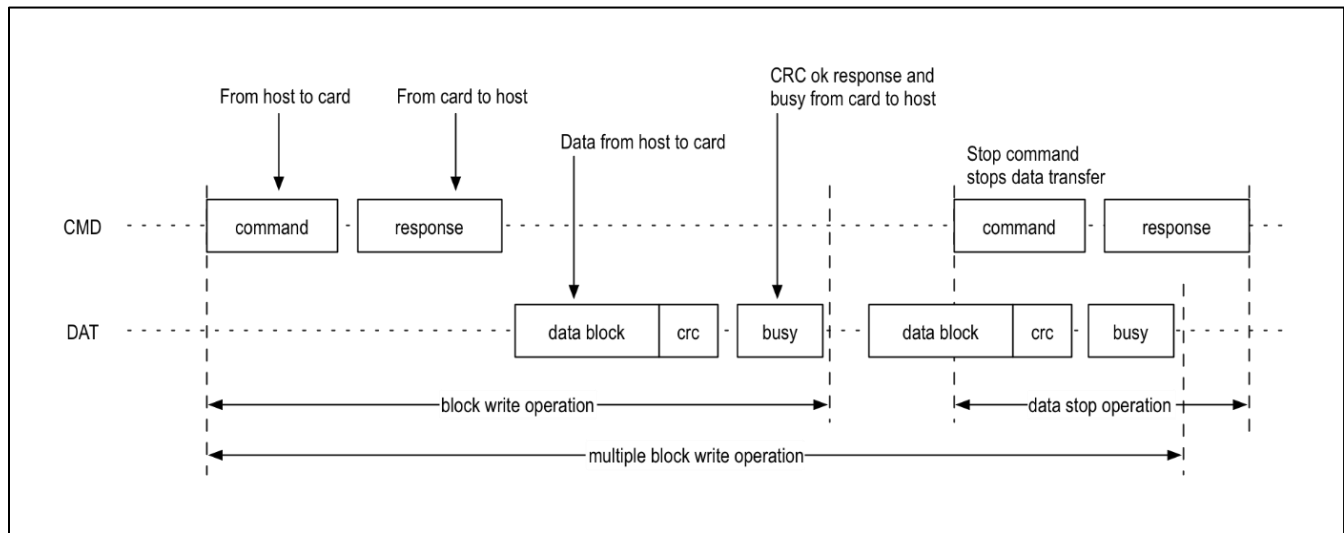 CRC ok response and
busy from card to host
From host to card
From card to host
Data from host to card
Stop command
stops data transfer
CMD
command
response
command
response
DAT
data block
crc
busy
data block
crc
busy
block write operation
data stop operation
multiple block write operation